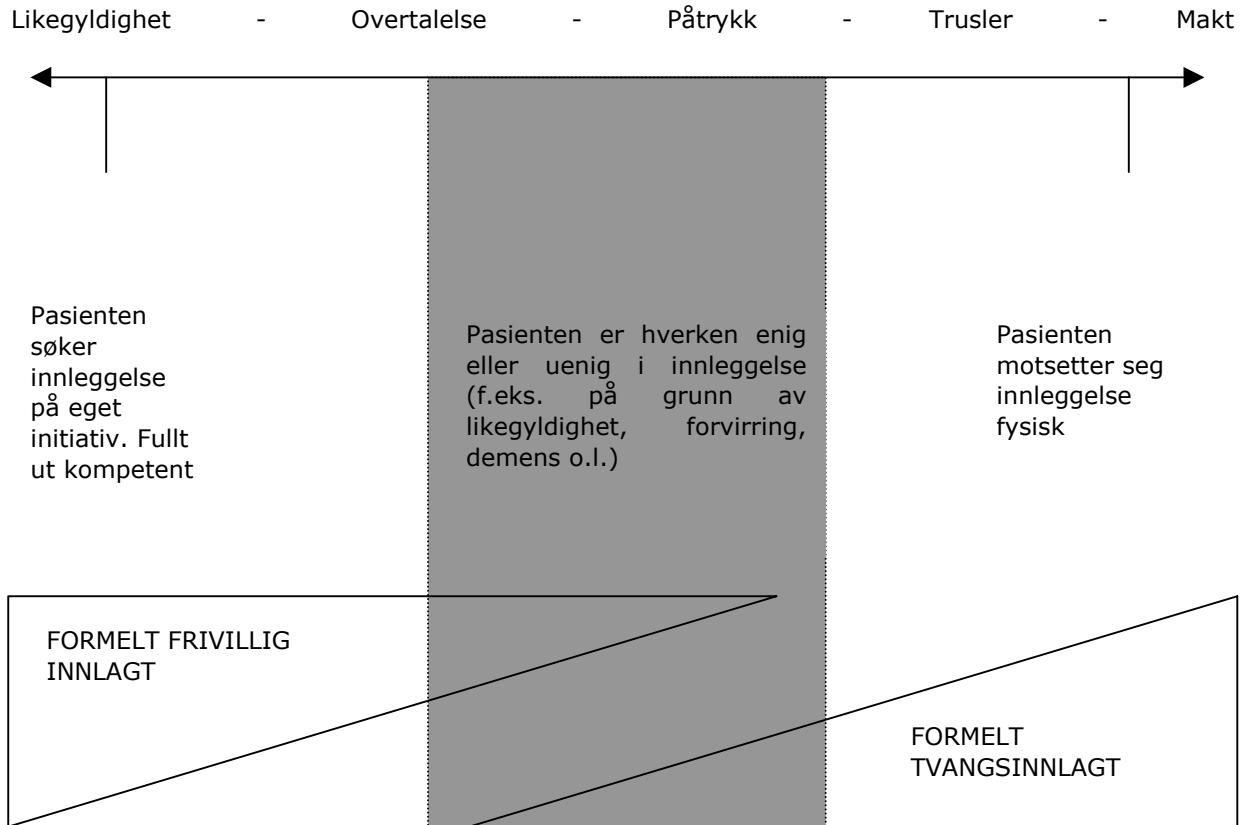 Likegyldighet - Overtalelse - Påtrykk - Trusler - Makt
Pasienten
søker
innleggelse
på eget
initiativ. Fullt
ut kompetent
Pasienten er hverken enig
eller uenig i innleggelse
(f.eks. på grunn av
likegyldighet, forvirring,
demens o.l.)
Pasienten
motsetter seg
innleggelse
fysisk
FORMELT FRIVILLIG
INNLAGT
FORMELT
TVANGSINNLAGT